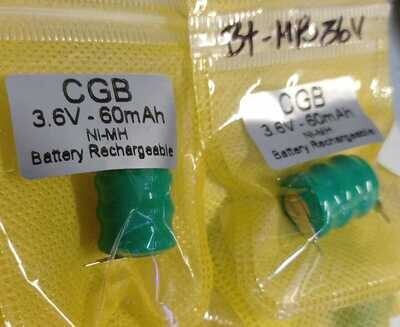 CGB
3.6V - 60mAh
NI-MH
Battery Rechargeable
CGB
3.6V - 60mAh
NI-MH
Battery Rechargeable